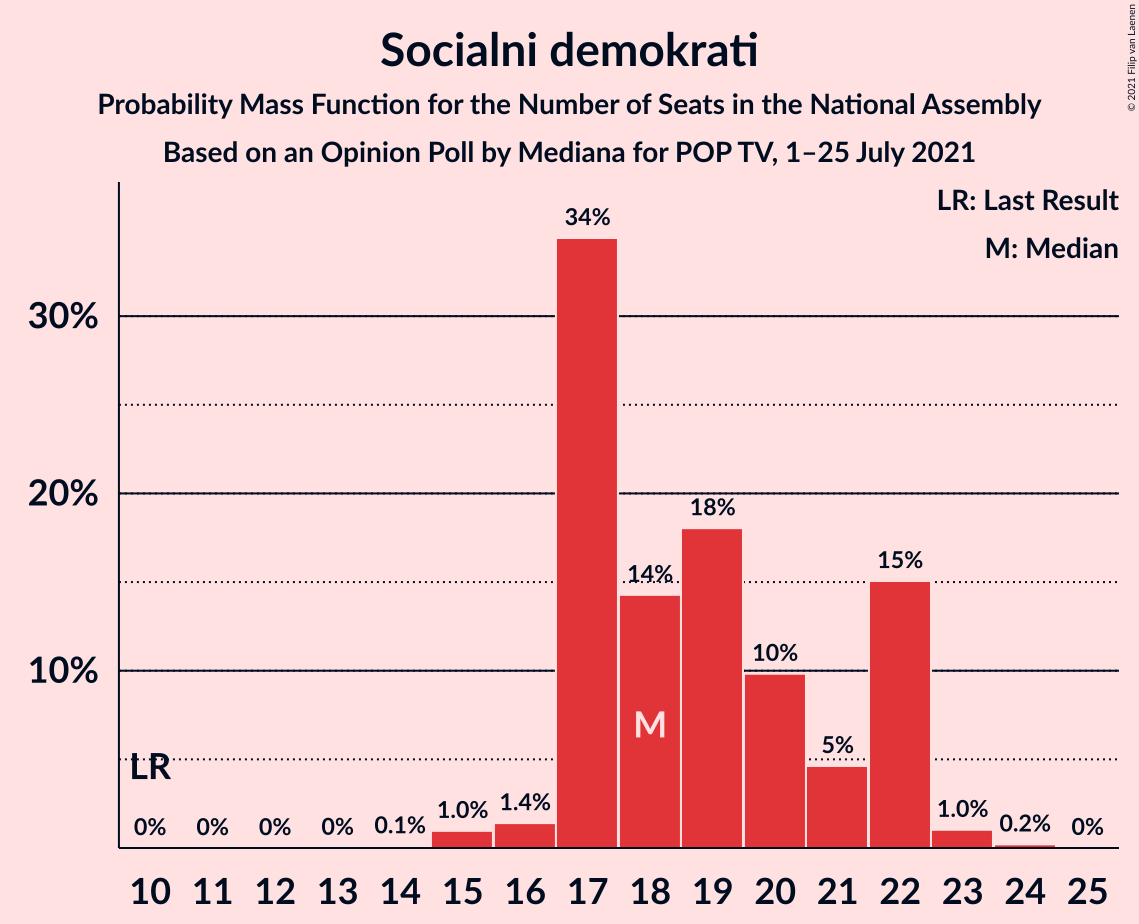 Socialni demokrati
Probability Mass Function for the Number of Seats in the National Assembly
Based on an Opinion Poll by Mediana for POP TV, 1–25 July 2021
© 2021 Filip van Laenen
LR: Last Result
M: Median
34%
30%
20%
18%
15%
14%
10%
10%
M
5%
LR
1.4%
1.0%
1.0%
0%
0%
0%
0%
0.1%
0.2%
0%
10 11 12 13 14 15 16 17 18 19 20 21 22 23 24 25